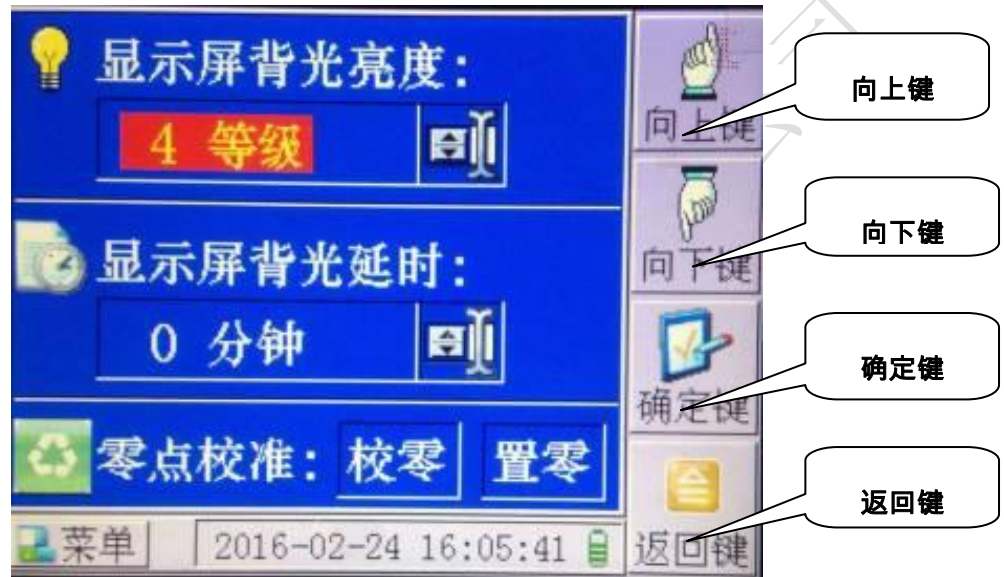 显示屏背光亮度：
4 等级
显示屏背光延时：
0 分钟
零点校准： 校零 置零
菜单 2016-02-24 16:05:41
向上键
向下键
确定键
返回键
向上键
向下键
确定键
返回键